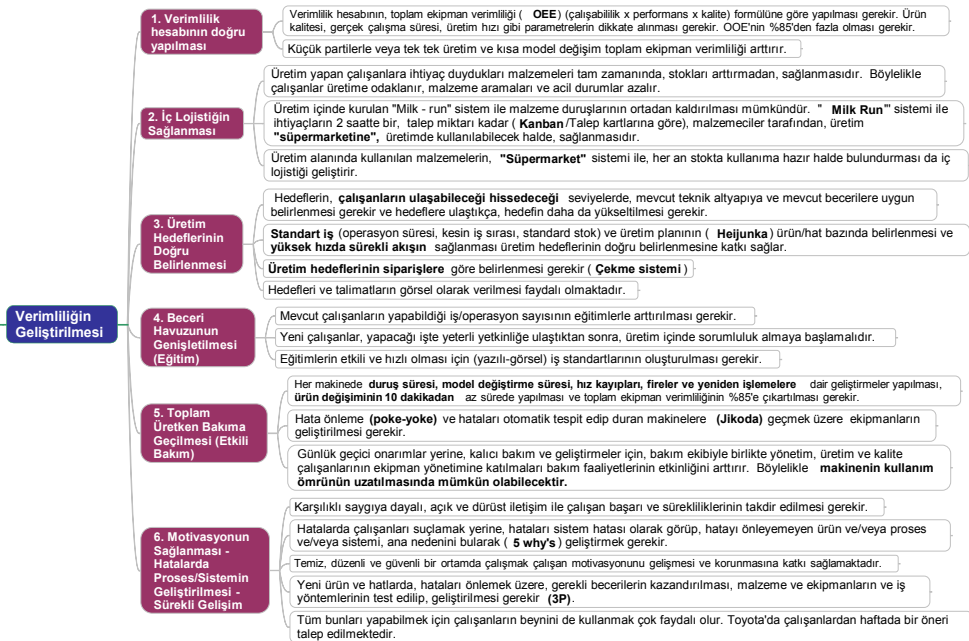 Verimliliğin
Geliştirilmesi
1. Verimlilik
hesabının doğru
yapılması
Verimlilik hesabının, toplam ekipman verimliliği ( OEE) (çalışabililik x performans x kalite) formülüne göre yapılması gerekir. Ürün
kalitesi, gerçek çalışma süresi, üretim hızı gibi parametrelerin dikkate alınması gerekir. OOE'nin %85'den fazla olması gerekir.
Küçük partilerle veya tek tek üretim ve kısa model değişim toplam ekipman verimliliği arttırır.
2. İç Lojistiğin
Sağlanması
Üretim yapan çalışanlara ihtiyaç duydukları malzemeleri tam zamanında, stokları arttırmadan, sağlanmasıdır. Böylelikle
çalışanlar üretime odaklanır, malzeme aramaları ve acil durumlar azalır.
Üretim içinde kurulan "Milk - run" sistem ile malzeme duruşlarının ortadan kaldırılması mümkündür. " Milk Run"' sistemi ile
ihtiyaçların 2 saatte bir, talep miktarı kadar ( Kanban/Talep kartlarına göre), malzemeciler tarafından, üretim
"süpermarketine", üretimde kullanılabilecek halde, sağlanmasıdır.
Üretim alanında kullanılan malzemelerin, "Süpermarket" sistemi ile, her an stokta kullanıma hazır halde bulundurması da iç
lojistiği geliştirir.
3. Üretim
Hedeflerinin
Doğru
Belirlenmesi
Hedeflerin, çalışanların ulaşabileceği hissedeceği seviyelerde, mevcut teknik altyapıya ve mevcut becerilere uygun
belirlenmesi gerekir ve hedeflere ulaştıkça, hedefin daha da yükseltilmesi gerekir.
Standart iş (operasyon süresi, kesin iş sırası, standard stok) ve üretim planının ( Heijunka) ürün/hat bazında belirlenmesi ve
yüksek hızda sürekli akışın sağlanması üretim hedeflerinin doğru belirlenmesine katkı sağlar.
Üretim hedeflerinin siparişlere göre belirlenmesi gerekir ( Çekme sistemi)
Hedefleri ve talimatların görsel olarak verilmesi faydalı olmaktadır.
4. Beceri
Havuzunun
Genişletilmesi
(Eğitim)
Mevcut çalışanların yapabildiği iş/operasyon sayısının eğitimlerle arttırılması gerekir.
Yeni çalışanlar, yapacağı işte yeterli yetkinliğe ulaştıktan sonra, üretim içinde sorumluluk almaya başlamalıdır.
Eğitimlerin etkili ve hızlı olması için (yazılı-görsel) iş standartlarının oluşturulması gerekir.
5. Toplam
Üretken Bakıma
Geçilmesi (Etkili
Bakım)
Her makinede duruş süresi, model değiştirme süresi, hız kayıpları, fireler ve yeniden işlemelere dair geliştirmeler yapılması,
ürün değişiminin 10 dakikadan az sürede yapılması ve toplam ekipman verimliliğinin %85'e çıkartılması gerekir.
Hata önleme (poke-yoke) ve hataları otomatik tespit edip duran makinelere (Jikoda) geçmek üzere ekipmanların
geliştirilmesi gerekir.
Günlük geçici onarımlar yerine, kalıcı bakım ve geliştirmeler için, bakım ekibiyle birlikte yönetim, üretim ve kalite
çalışanlarının ekipman yönetimine katılmaları bakım faaliyetlerinin etkinliğini arttırır. Böylelikle makinenin kullanım
ömrünün uzatılmasında mümkün olabilecektir.
6. Motivasyonun
Sağlanması -
Hatalarda
Proses/Sistemin
Geliştirilmesi -
Sürekli Gelişim
Karşılıklı saygıya dayalı, açık ve dürüst iletişim ile çalışan başarı ve sürekliliklerinin takdir edilmesi gerekir.
Hatalarda çalışanları suçlamak yerine, hataları sistem hatası olarak görüp, hatayı önleyemeyen ürün ve/veya proses
ve/veya sistemi, ana nedenini bularak ( 5 why's) geliştirmek gerekir.
Temiz, düzenli ve güvenli bir ortamda çalışmak çalışan motivasyonunu gelişmesi ve korunmasına katkı sağlamaktadır.
Yeni ürün ve hatlarda, hataları önlemek üzere, gerekli becerilerin kazandırılması, malzeme ve ekipmanların ve iş
yöntemlerinin test edilip, geliştirilmesi gerekir (3P).
Tüm bunları yapabilmek için çalışanların beynini de kullanmak çok faydalı olur. Toyota'da çalışanlardan haftada bir öneri
talep edilmektedir.